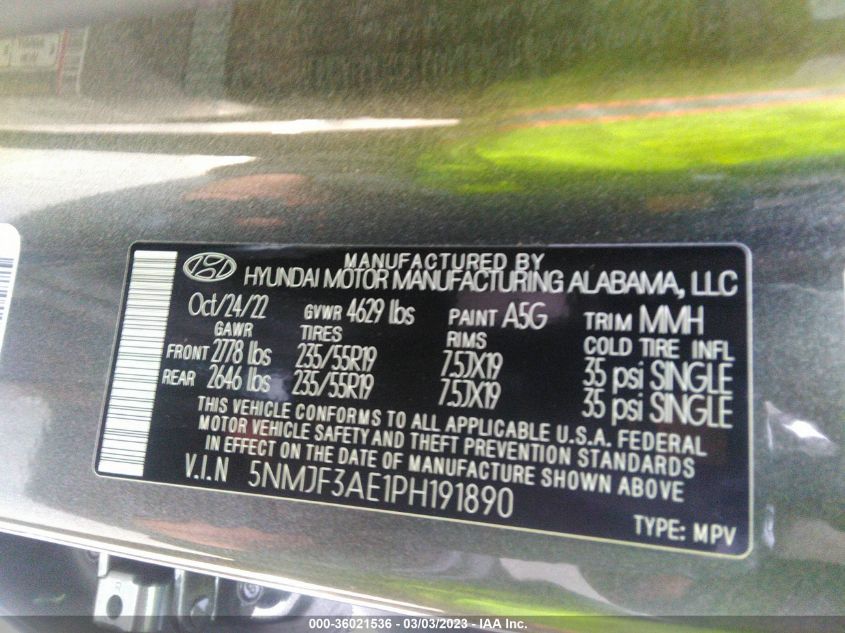 MANUFACTURED BY
HYUNDAI MOTOR MANUFACTURING ALABAMA, LLC
Oct/24/22 GVWR 4629 lbs PAINT A5G TRIM MMH
GAWR TIRES RIMS COLD TIRE INFL
FRONT 2778 lbs 235/55R19 7.5JX19 35 psi SINGLE
REAR 2646 lbs 235/55R19 7.5JX19 35 psi SINGLE
THIS VEHICLE CONFORMS TO ALL APPLICABLE U.S.A. FEDERAL
MOTOR VEHICLE SAFETY AND THEFT PREVENTION STANDARDS
IN EFFECT ON THE DATE OF MANUFACTURE SHOWN ABOVE
V.I.N 5NMJF3AE1PH191890
TYPE: MPV
000-36021536 - 03/03/2023 - IAA Inc.